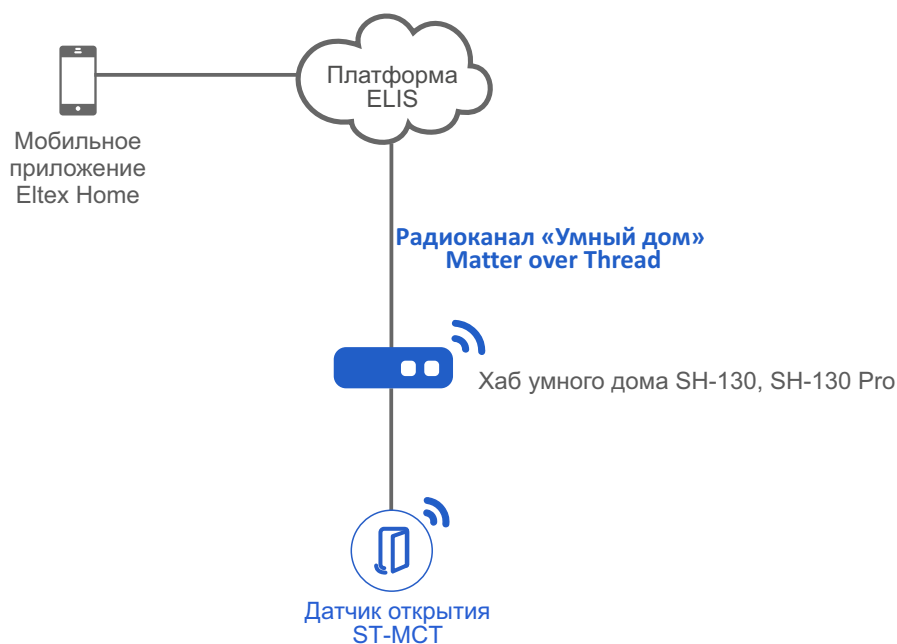 Платформа
ELIS
Мобильное
приложение
Eltex Home
Радиоканал «Умный дом»
Matter over Thread
Хаб умного дома SH-130, SH-130 Pro
Датчик открытия
ST-MCT